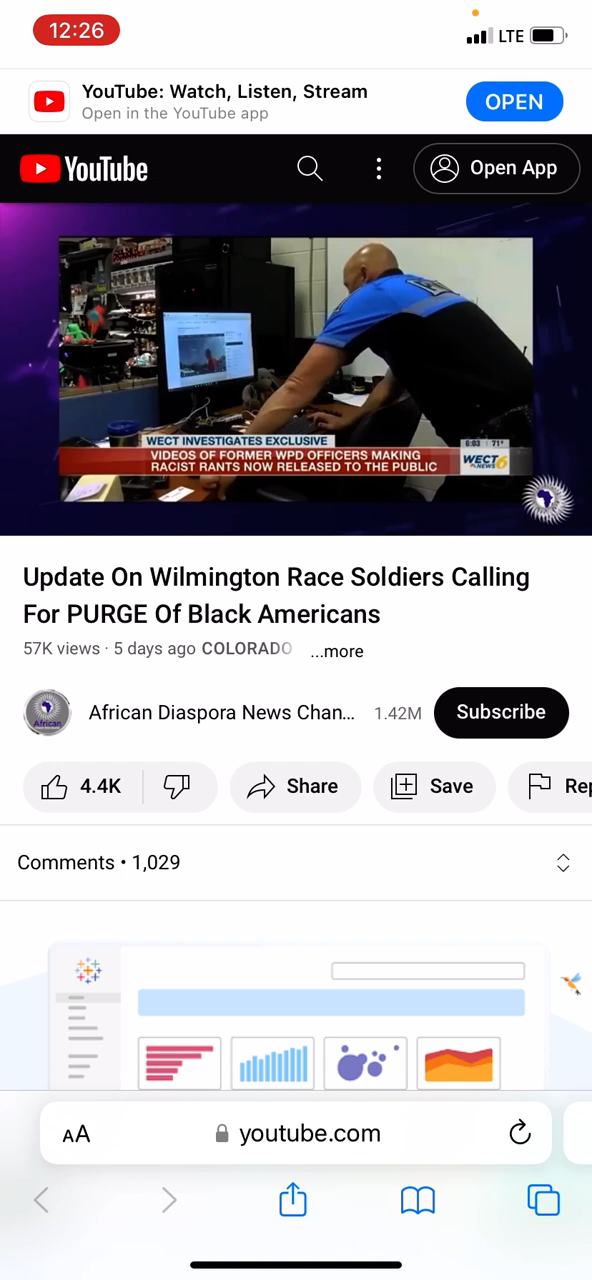 12:26
LTE
YouTube: Watch, Listen, Stream
Open in the YouTube app
OPEN
YouTube
Open App
WECT INVESTIGATES EXCLUSIVE
VIDEOS OF FORMER WPD OFFICERS MAKING
RACIST RANTS NOW RELEASED TO THE PUBLIC
6:03 71°
WECT 6
NEWS
Update On Wilmington Race Soldiers Calling
For PURGE Of Black Americans
57K views · 5 days ago COLORADO ...more
African
African Diaspora News Chan... 1.42M Subscribe
4.4K Share Save Rep
Comments • 1,029
AA youtube.com